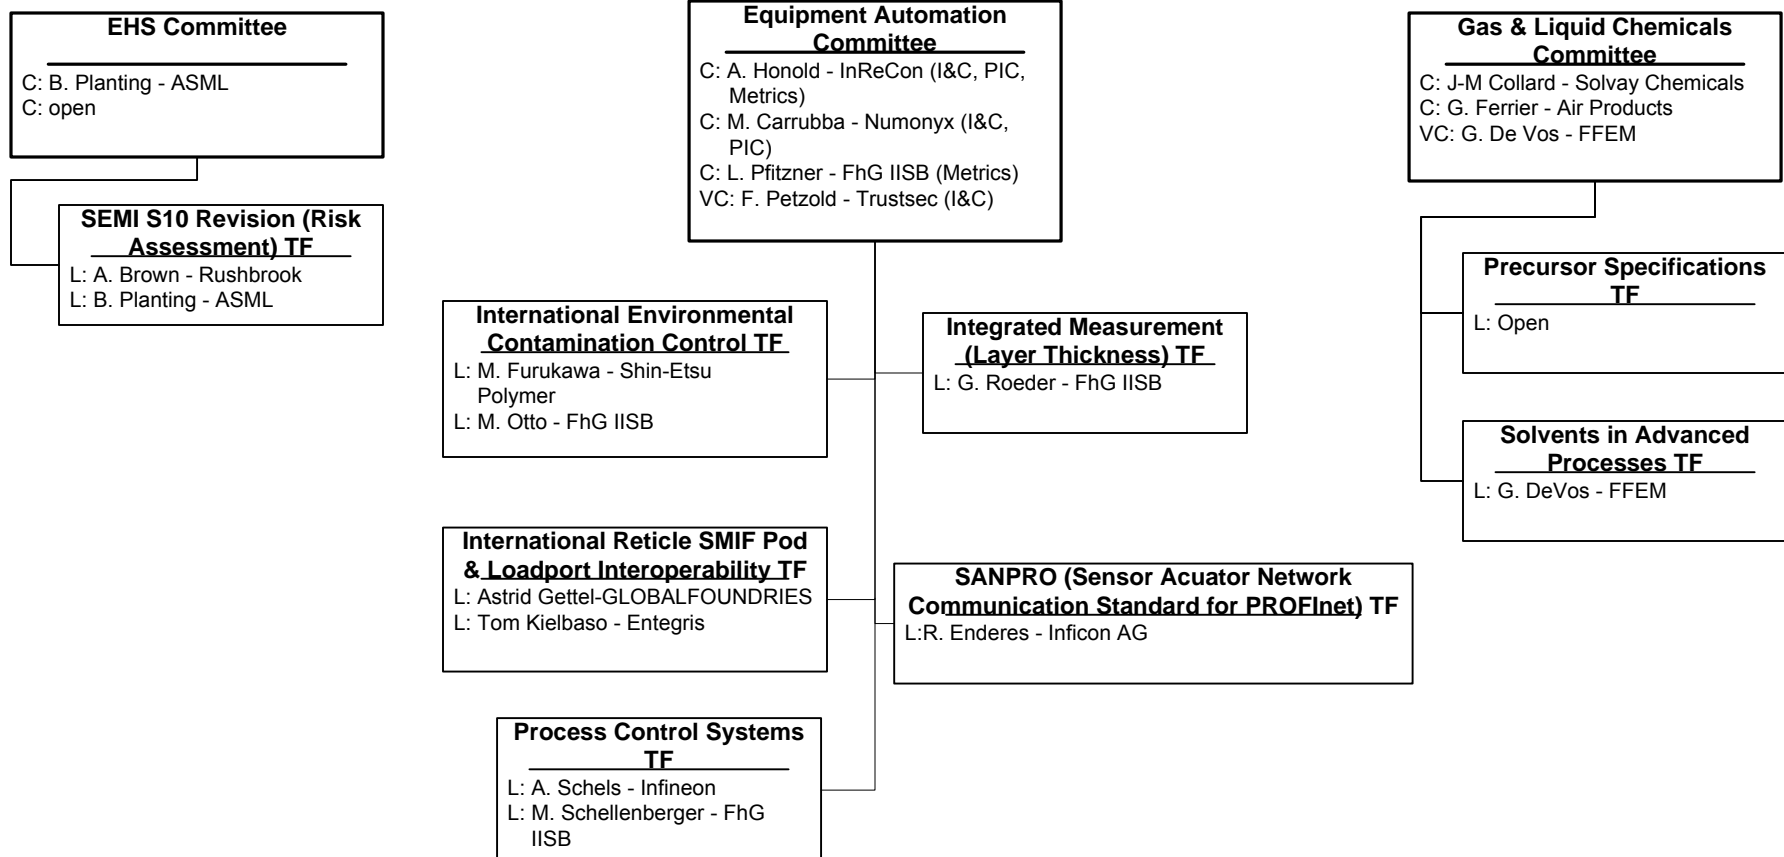 EHS Committee
C: B. Planting - ASML
C: open
SEMI S10 Revision (Risk
Assessment) TF
L: A. Brown - Rushbrook
L: B. Planting - ASML
Equipment Automation
Committee
C: A. Honold - InReCon (I&C, PIC,
Metrics)
C: M. Carrubba - Numonyx (I&C,
PIC)
C: L. Pfitzner - FhG IISB (Metrics)
VC: F. Petzold - Trustsec (I&C)
International Environmental
Contamination Control TF
L: M. Furukawa - Shin-Etsu
Polymer
L: M. Otto - FhG IISB
Integrated Measurement
(Layer Thickness) TF
L: G. Roeder - FhG IISB
International Reticle SMIF Pod
& Loadport Interoperability TF
L: Astrid Gettel-GLOBALFOUNDRIES
L: Tom Kielbaso - Entegris
SANPRO (Sensor Acuator Network
Communication Standard for PROFInet) TF
L:R. Enderes - Inficon AG
Process Control Systems
TF
L: A. Schels - Infineon
L: M. Schellenberger - FhG
IISB
Gas & Liquid Chemicals
Committee
C: J-M Collard - Solvay Chemicals
C: G. Ferrier - Air Products
VC: G. De Vos - FFEM
Precursor Specifications
TF
L: Open
Solvents in Advanced
Processes TF
L: G. DeVos - FFEM